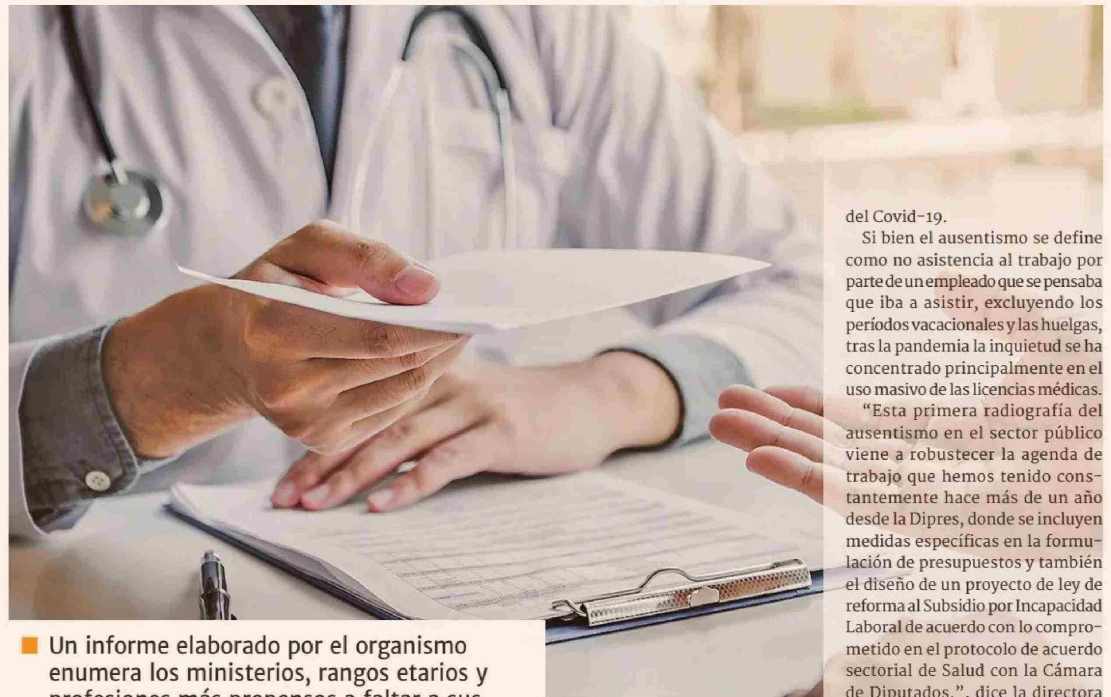 del Covid-19.
Si bien el ausentismo se define
como no asistencia al trabajo por
parte de un empleado que se pensaba
que iba a asistir, excluyendo los
períodos vacacionales y las huelgas,
tras la pandemia la inquietud se ha
concentrado principalmente en el
uso masivo de las licencias médicas.
“Esta primera radiografía del
ausentismo en el sector público
viene a robustecer la agenda de
trabajo que hemos tenido cons-
tantemente hace más de un año
desde la Dipres, donde se incluyen
medidas específicas en la formu-
lación de presupuestos y también
el diseño de un proyecto de ley de
reforma al Subsidio por Incapacidad
Laboral de acuerdo con lo compro-
metido en el protocolo de acuerdo
sectorial de Salud con la Cámara
de Diputados.”, dice la directora
Un informe elaborado por el organismo
enumera los ministerios, rangos etarios y
profesiones más propensos a faltar a sus